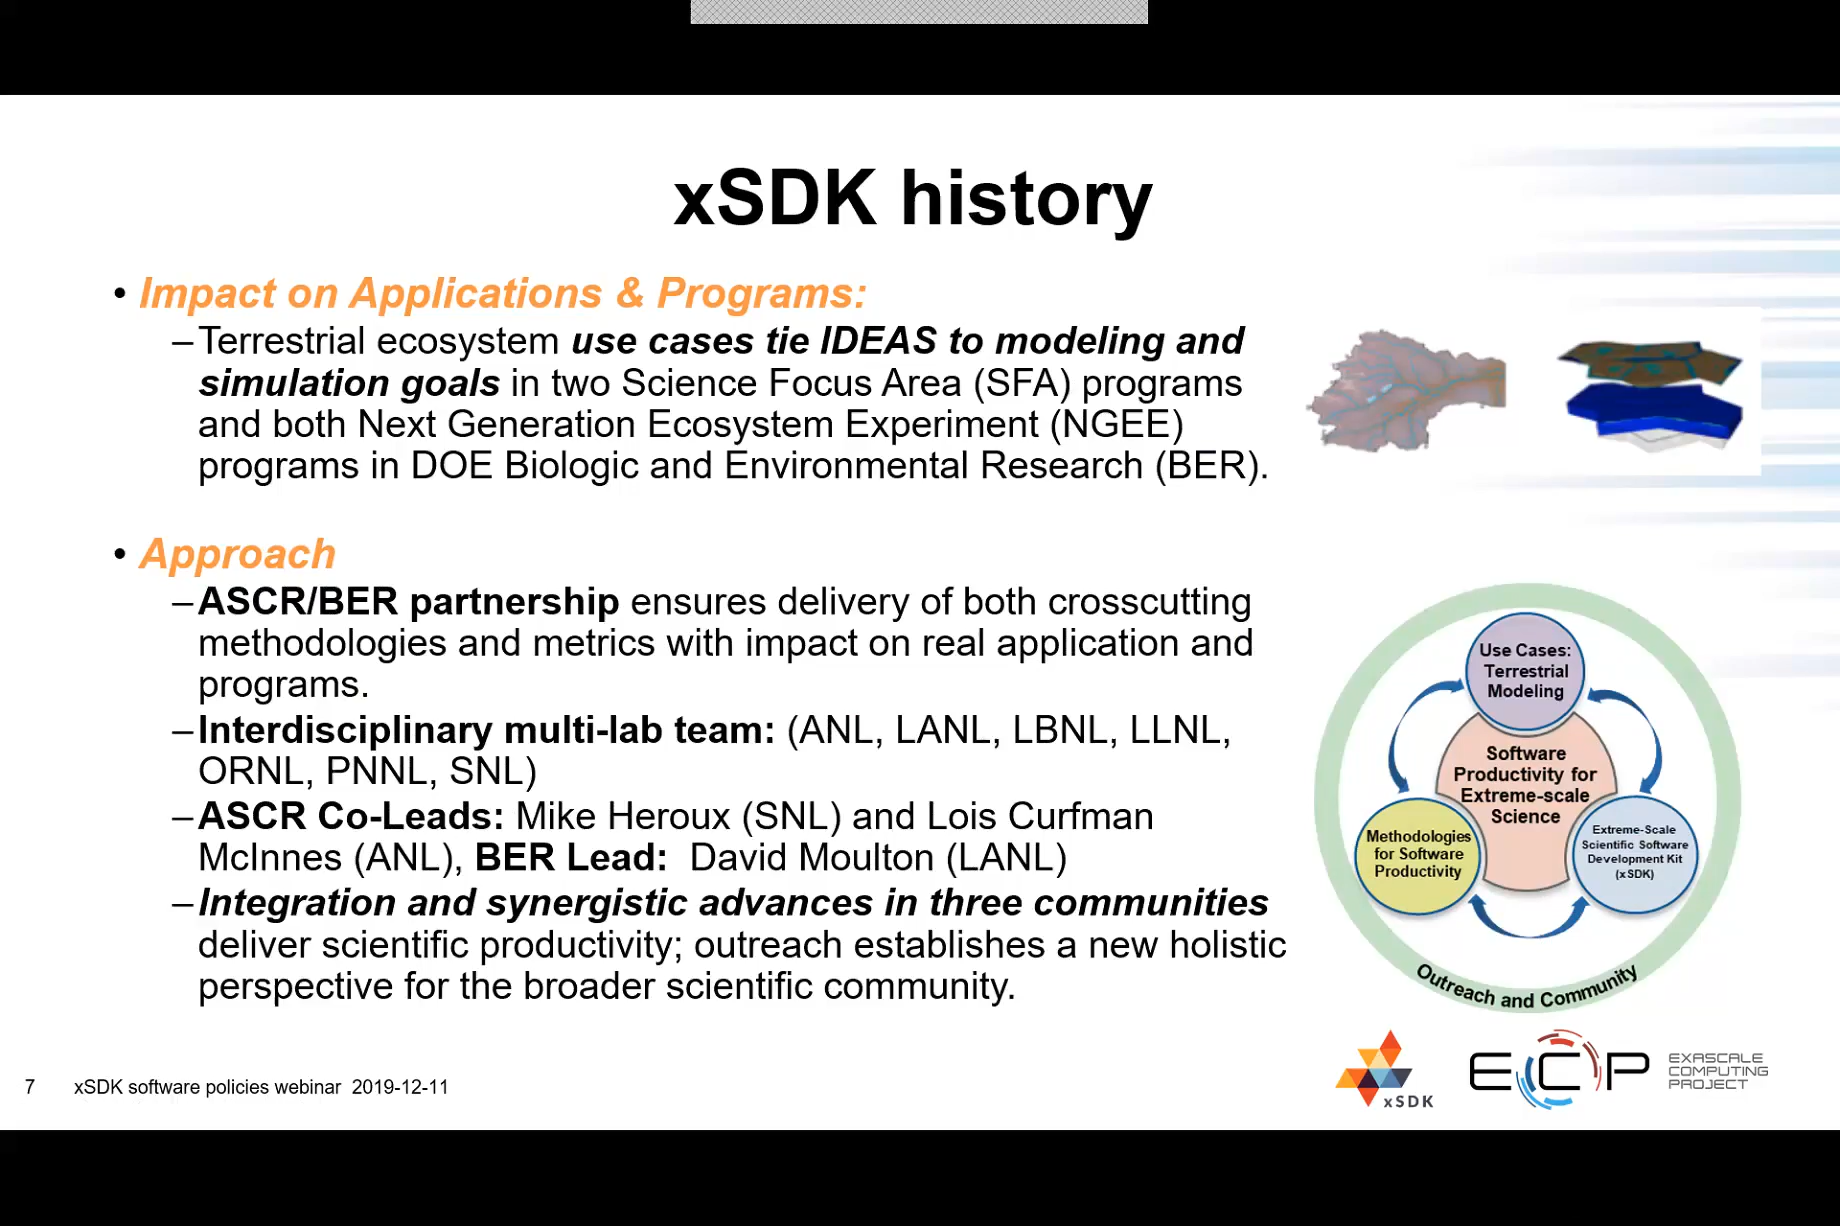 xSDK history
• Impact on Applications & Programs:
–Terrestrial ecosystem use cases tie IDEAS to modeling and
simulation goals in two Science Focus Area (SFA) programs
and both Next Generation Ecosystem Experiment (NGEE)
programs in DOE Biologic and Environmental Research (BER).
• Approach
–ASCR/BER partnership ensures delivery of both crosscutting
methodologies and metrics with impact on real application and
programs.
–Interdisciplinary multi-lab team: (ANL, LANL, LBNL, LLNL,
ORNL, PNNL, SNL)
–ASCR Co-Leads: Mike Heroux (SNL) and Lois Curfman
McInnes (ANL), BER Lead: David Moulton (LANL)
–Integration and synergistic advances in three communities
deliver scientific productivity; outreach establishes a new holistic
perspective for the broader scientific community.
Use Cases:
Terrestrial
Modeling
Software
Productivity for
Extreme-scale
Science
Methodologies
for Software
Productivity
Extreme-Scale
Scientific Software
Development Kit
(xSDK)
Outreach and Community
xSDK
ECP
EXASCALE
COMPUTING
PROJECT
7 xSDK software policies webinar 2019-12-11